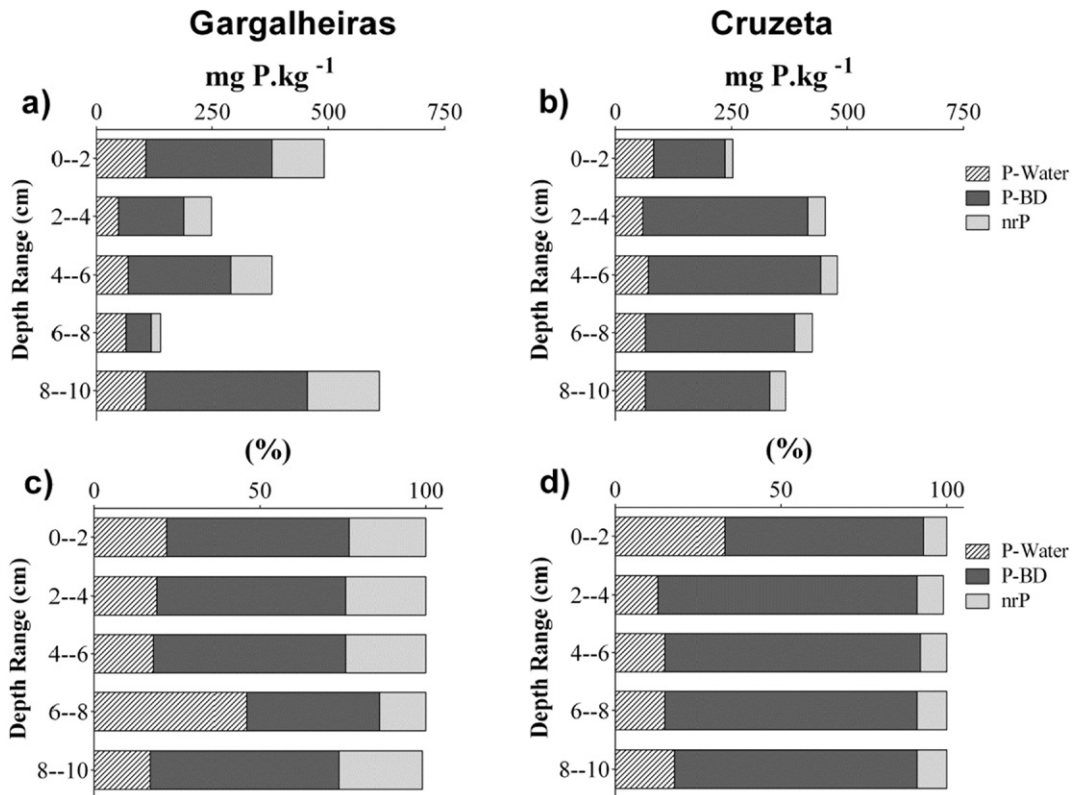 Gargalheiras
Cruzeta
a)
mg P.kg -1
0 250 500 750
Depth Range (cm)
0--2
2--4
4--6
6--8
8--10
b)
mg P.kg -1
0 250 500 750
Depth Range (cm)
0--2
2--4
4--6
6--8
8--10
P-Water
P-BD
nrP
c)
(%)
0 50 100
Depth Range (cm)
0--2
2--4
4--6
6--8
8--10
d)
(%)
0 50 100
Depth Range (cm)
0--2
2--4
4--6
6--8
8--10
P-Water
P-BD
nrP